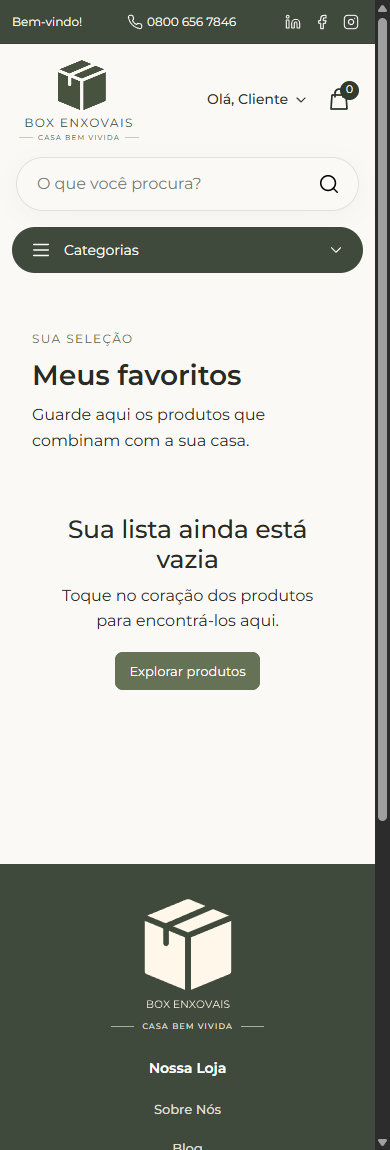 Bem-vindo!
0800 656 7846
BOX ENXOVAIS
CASA BEM VIVIDA
Olá, Cliente
0
O que você procura?
Categorias
SUA SELEÇÃO
Meus favoritos
Guarde aqui os produtos que
combinam com a sua casa.
Sua lista ainda está
vazia
Toque no coração dos produtos
para encontrá-los aqui.
Explorar produtos
BOX ENXOVAIS
CASA BEM VIVIDA
Nossa Loja
Sobre Nós
Blog